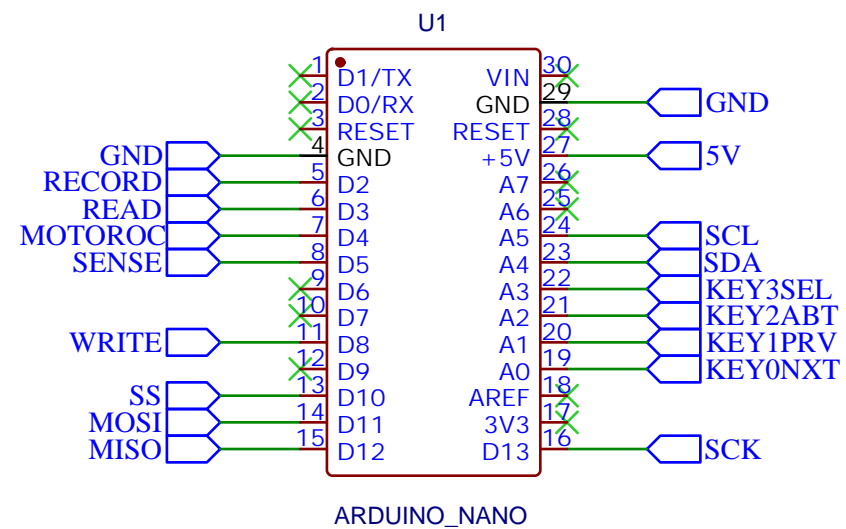 U1
1 D1/TX VIN 30
2 D0/RX GND 29 GND
3 RESET RESET 28
GND 4 GND +5V 27 5V
RECORD 5 D2 A7 26
READ 6 D3 A6 25
MOTOROC 7 D4 A5 24 SCL
SENSE 8 D5 A4 23 SDA
9 D6 A3 22 KEY3SEL
10 D7 A2 21 KEY2ABT
WRITE 11 D8 A1 20 KEY1PRV
12 D9 A0 19 KEY0NXT
SS 13 D10 AREF 18
MOSI 14 D11 3V3 17
MISO 15 D12 D13 16 SCK
ARDUINO_NANO